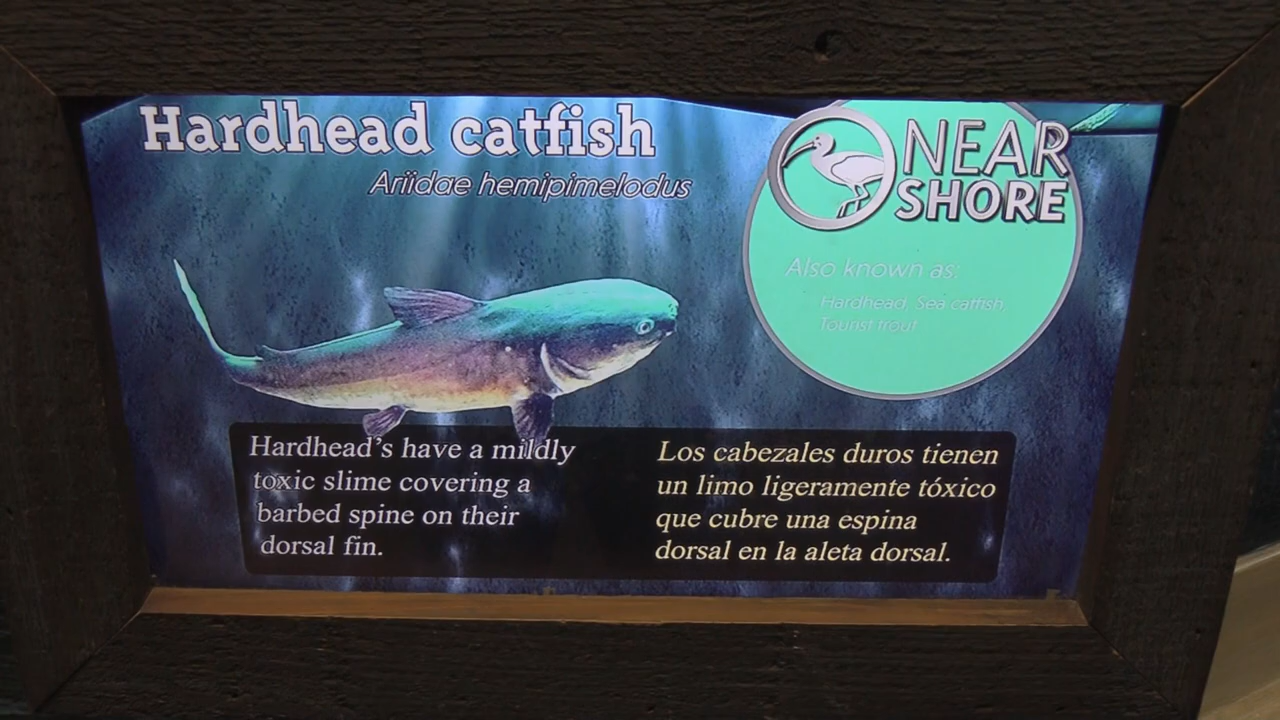 Hardhead catfish
Ariidae hemipimelodus
NEAR
SHORE
Also known as:
Hardhead, Sea catfish,
Tourist trout
Hardhead's have a mildly
toxic slime covering a
barbed spine on their
dorsal fin.
Los cabezales duros tienen
un limo ligeramente tóxico
que cubre una espina
dorsal en la aleta dorsal.